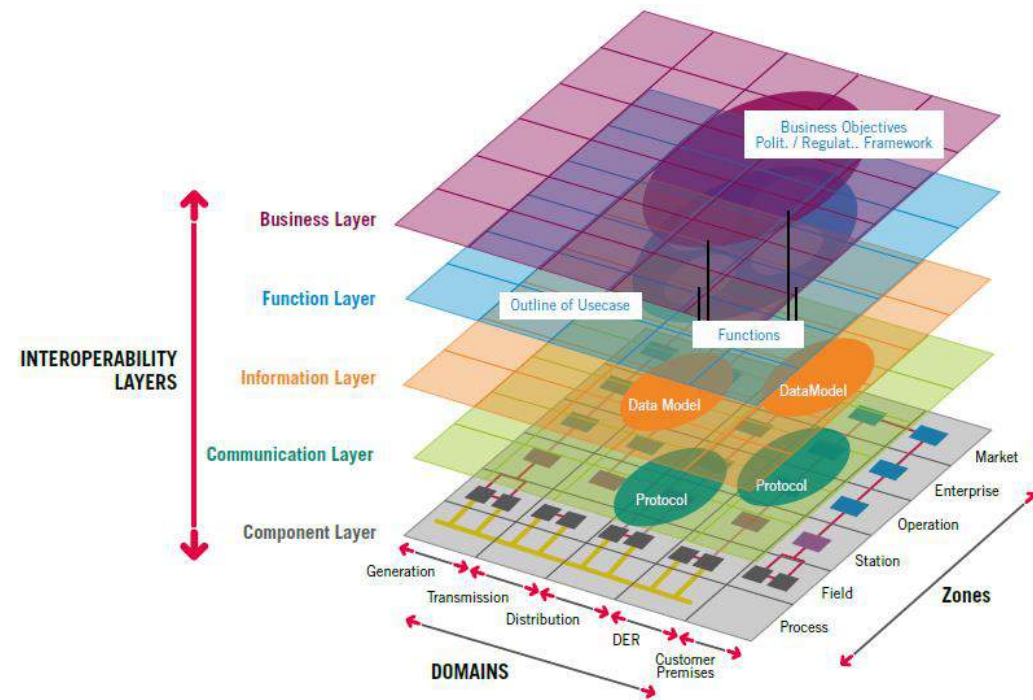 Business Objectives
Polit. / Regulat.. Framework
Business Layer
Function Layer
Outline of Usecase
Functions
INTEROPERABILITY
LAYERS
Information Layer
Data Model
DataModel
Communication Layer
Protocol
Protocol
Component Layer
Market
Enterprise
Operation
Station
Field
Process
Zones
Generation
Transmission
Distribution
DER
Customer
Premises
DOMAINS